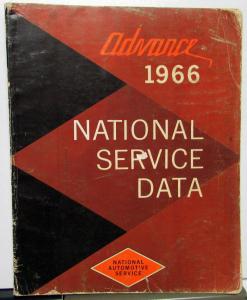 Advance
1966
NATIONAL
SERVICE
DATA
NATIONAL
AUTOMOTIVE
SERVICE